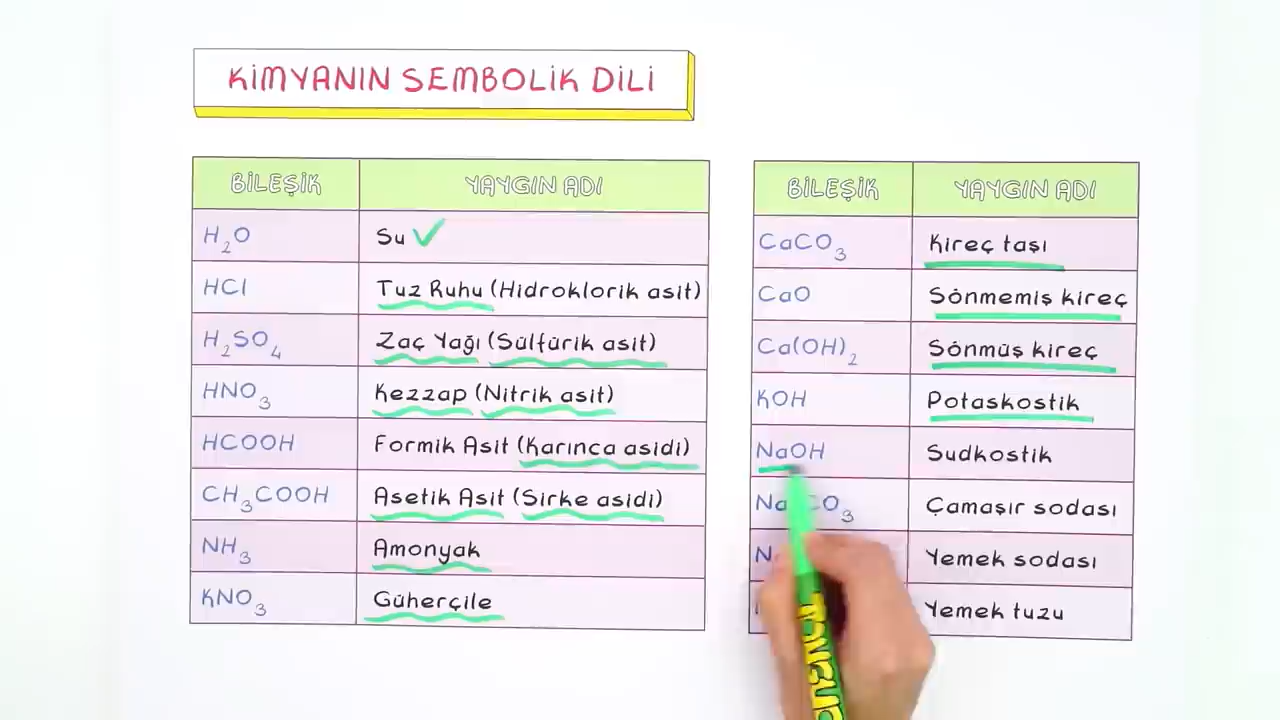 KİMYANIN SEMBOLİK DİLİ
BİLEŞİK YAYGIN ADI
H2O Su
HCl Tuz Ruhu (Hidroklorik asit)
H2SO4 Zaç Yağı (Sülfürik asit)
HNO3 Kezzap (Nitrik asit)
HCOOH Formik Asit (Karınca asidi)
CH3COOH Asetik Asit (Sirke asidi)
NH3 Amonyak
KNO3 Güherçile
BİLEŞİK YAYGIN ADI
CaCO3 Kireç taşı
CaO Sönmemiş kireç
Ca(OH)2 Sönmüş kireç
KOH Potaskostik
NaOH Sudkostik
Çamaşır sodası
Yemek sodası
Yemek tuzu